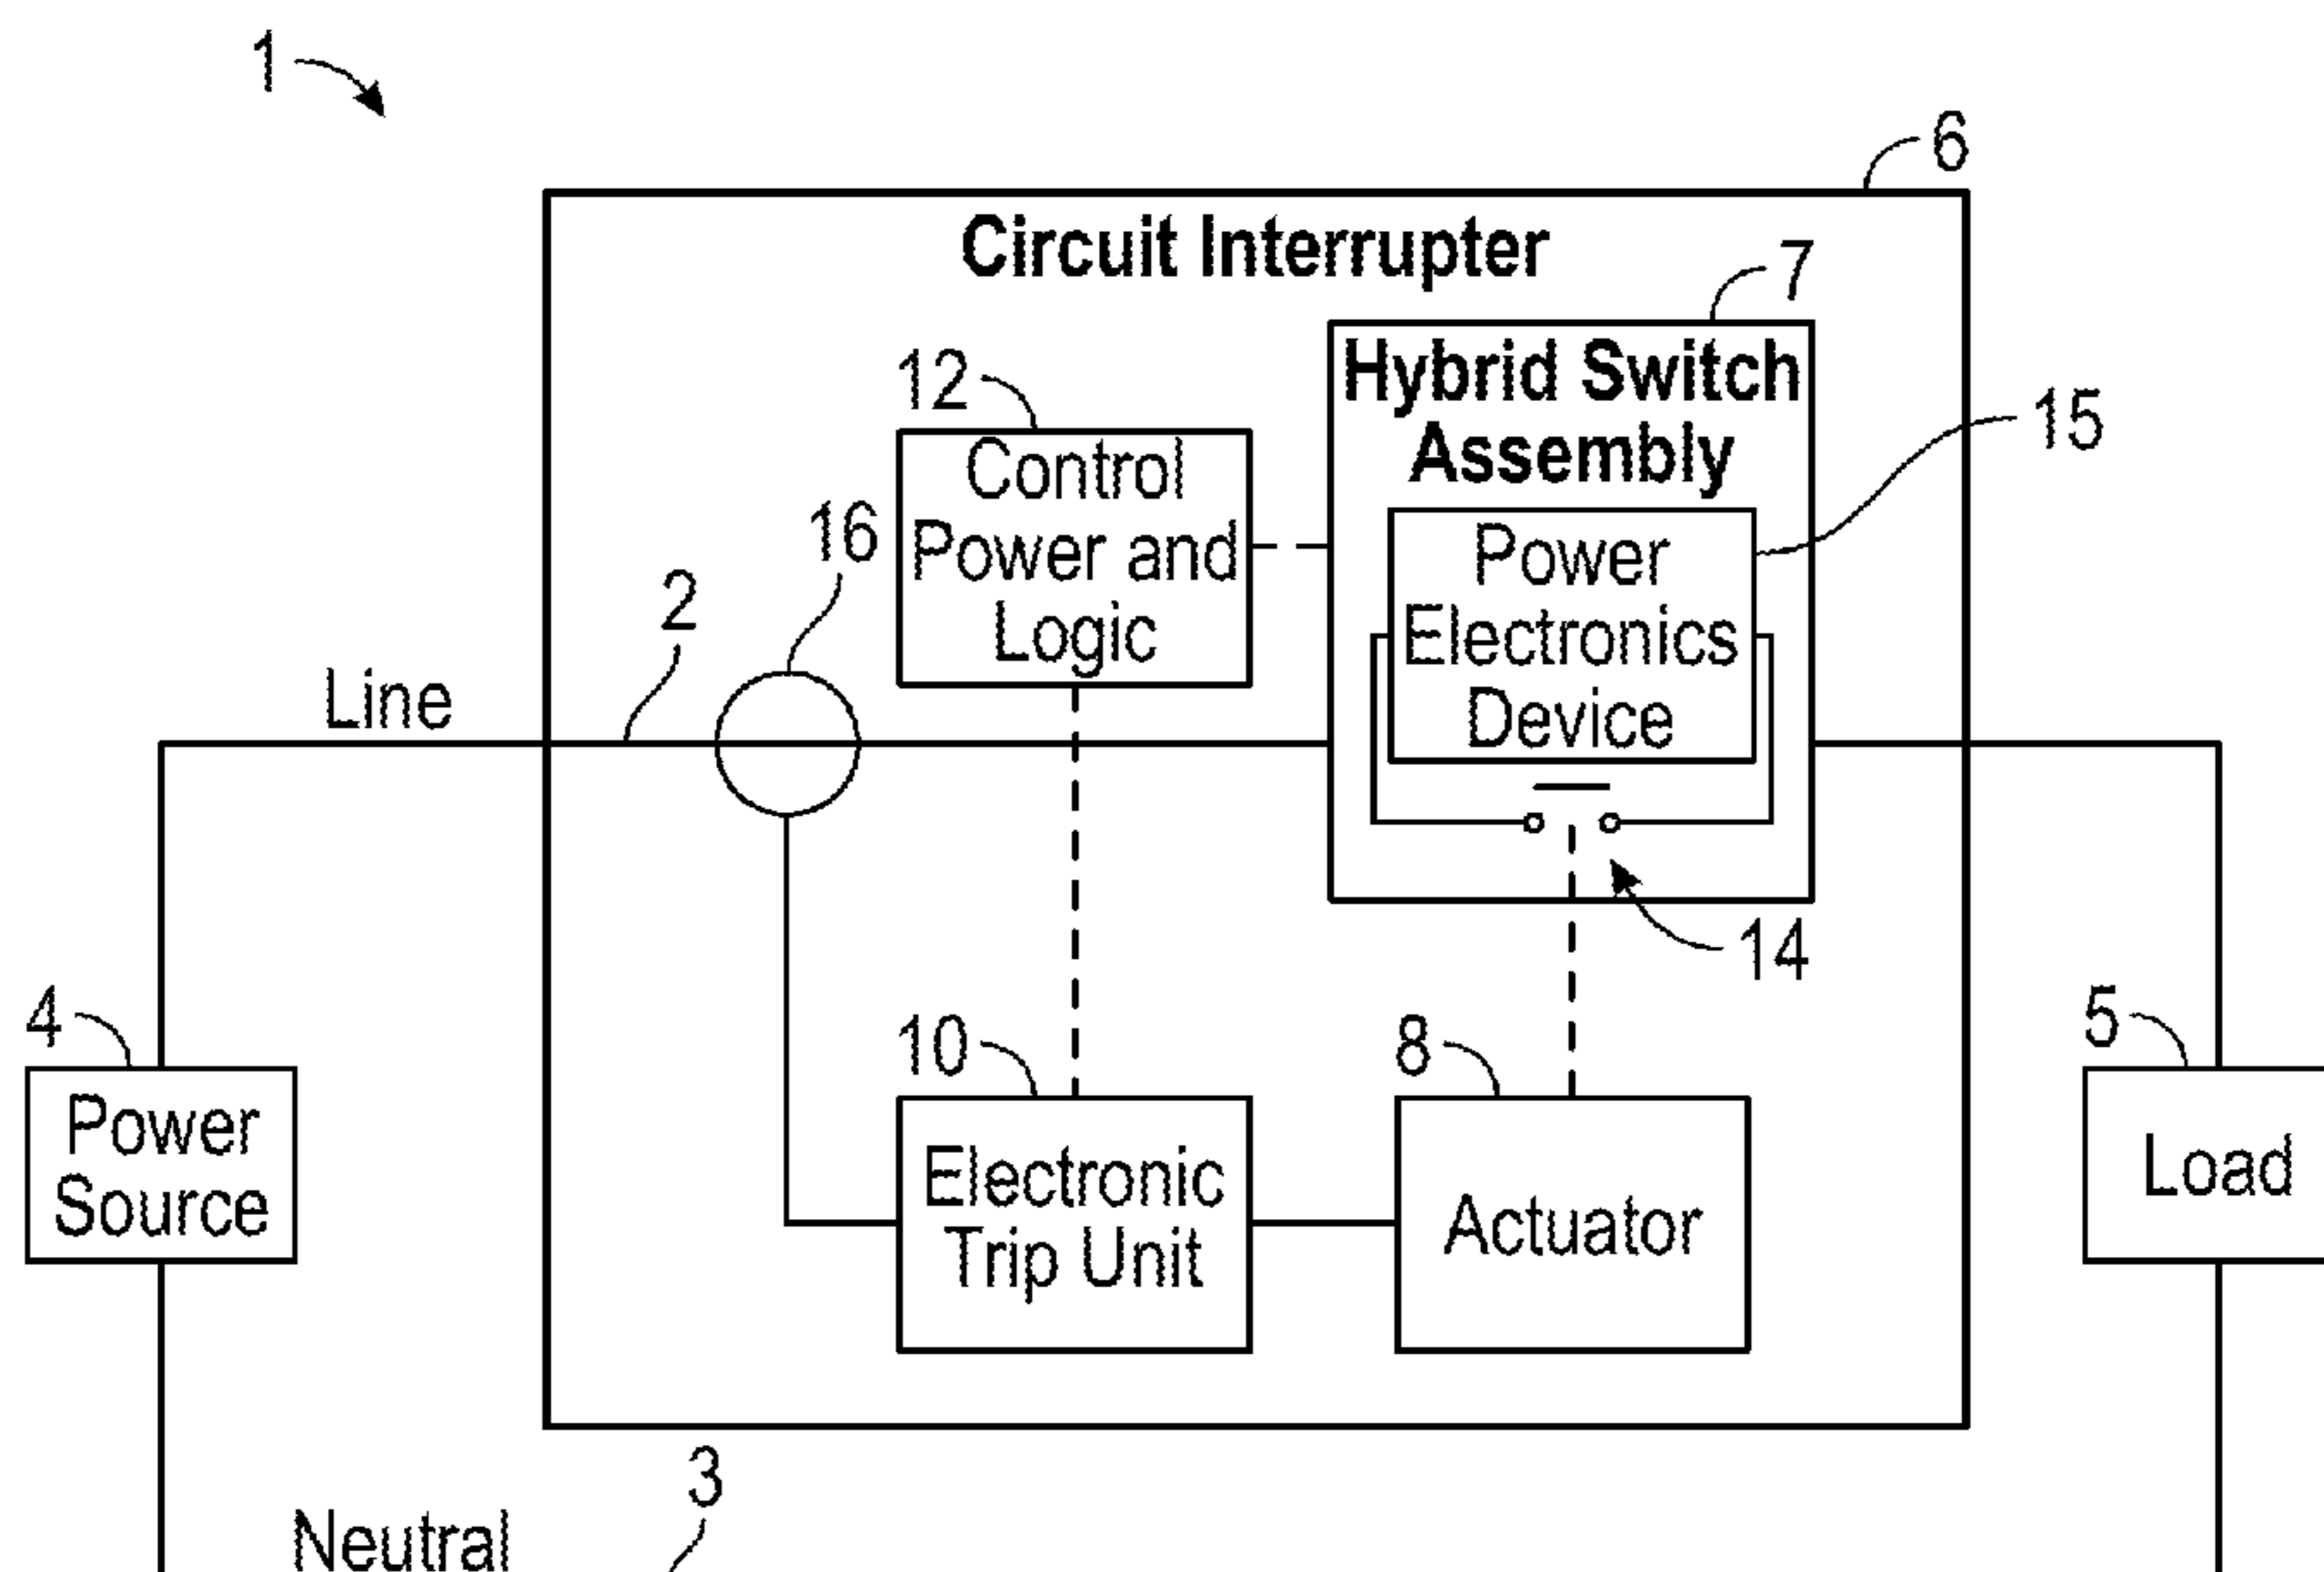 1
6
Circuit Interrupter
7
Hybrid Switch
Assembly
12
15
Control
Power and
Logic
16
Power
Electronics
Device
2
Line
14
4
10
8
5
Power
Source
Electronic
Trip Unit
Actuator
Load
3
Neutral